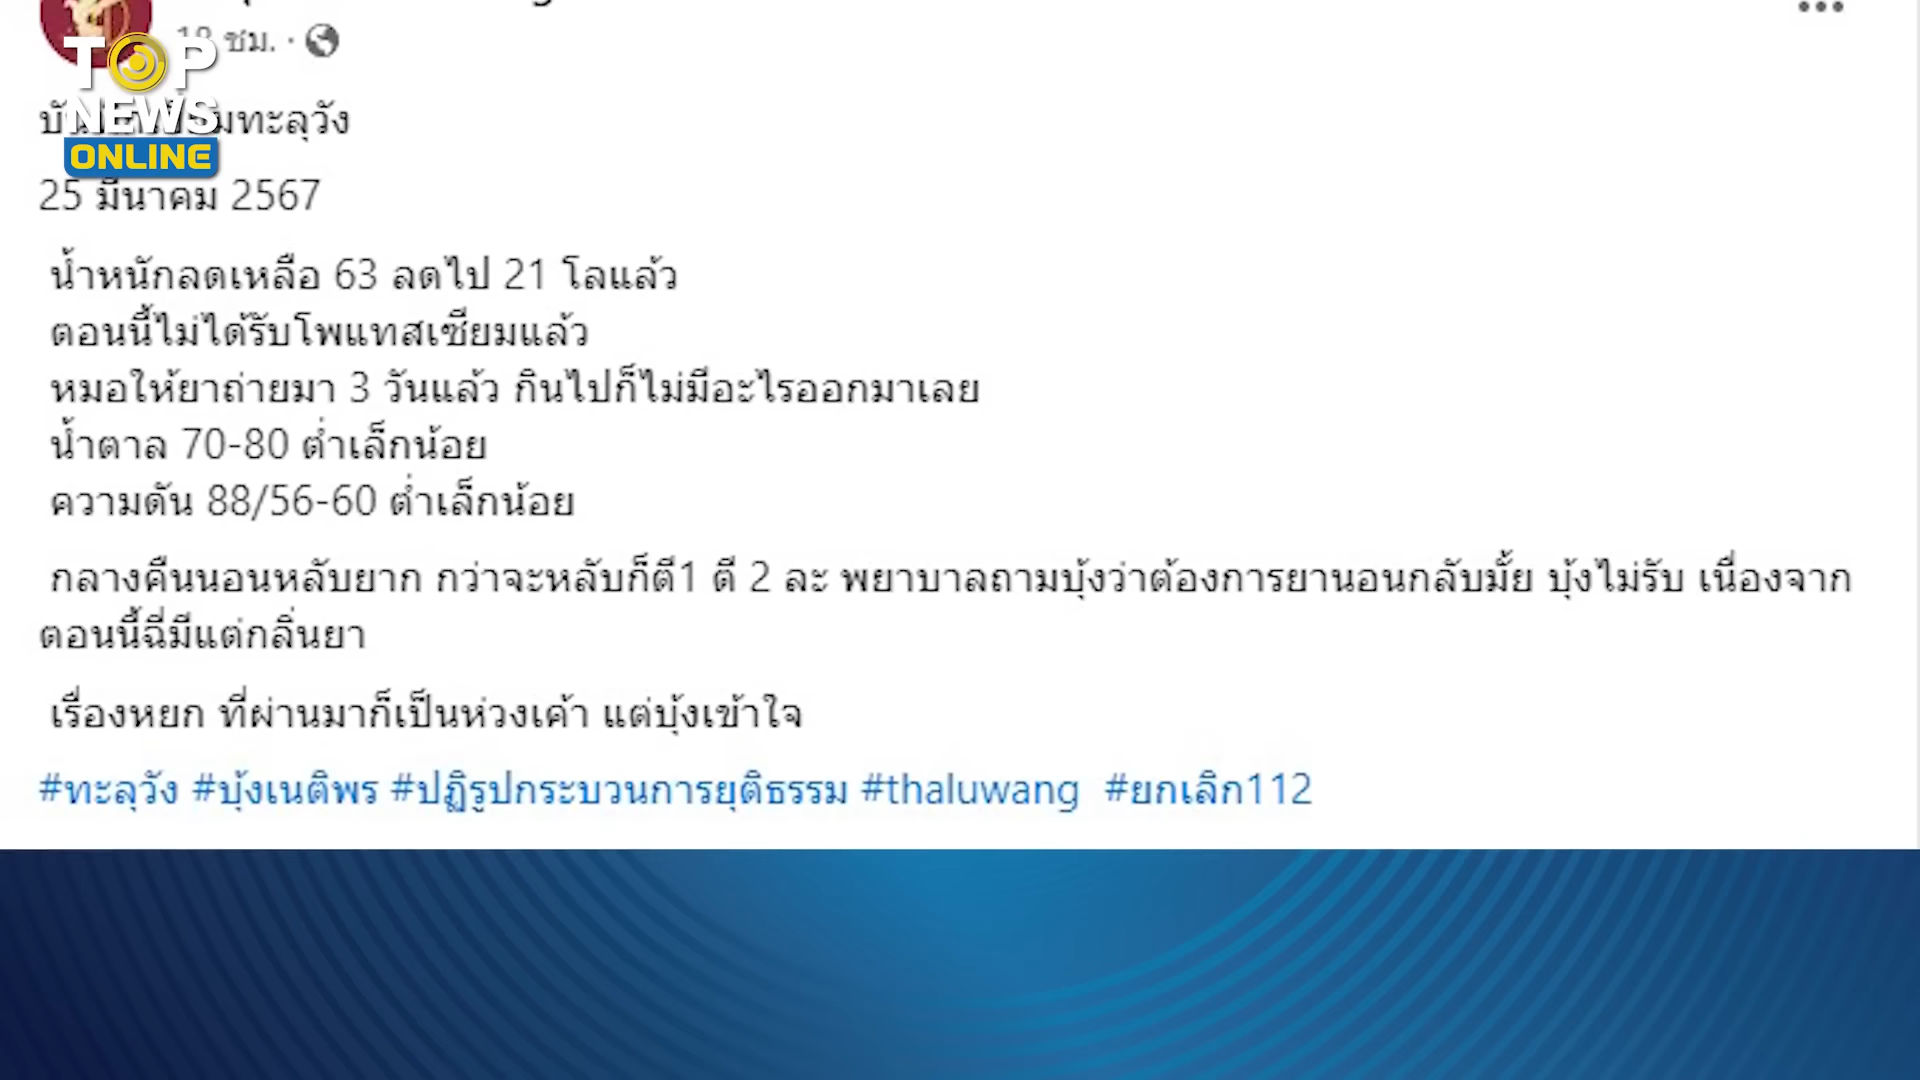 18 ชม.
TOP
NEWS
ONLINE
ทะลุวัง
25 มีนาคม 2567
น้ำหนักลดเหลือ 63 ลดไป 21 โลแล้ว
ตอนนี้ไม่ได้รับโพแทสเซียมแล้ว
หมอให้ยาถ่ายมา 3 วันแล้ว กินไปก็ไม่มีอะไรออกมาเลย
น้ำตาล 70-80 ต่ำเล็กน้อย
ความดัน 88/56-60 ต่ำเล็กน้อย
กลางคืนนอนหลับยาก กว่าจะหลับก็ตี1 ตี 2 ละ พยาบาลถามบุ้งว่าต้องการยานอนกลับมั้ย บุ้งไม่รับ เนื่องจาก
ตอนนี้ฉี่มีแต่กลิ่นยา
เรื่องหยก ที่ผ่านมาก็เป็นห่วงเค้า แต่บุ้งเข้าใจ
#ทะลุวัง #บุ้งเนติพร #ปฏิรูปกระบวนการยุติธรรม #thaluwang #ยกเลิก112